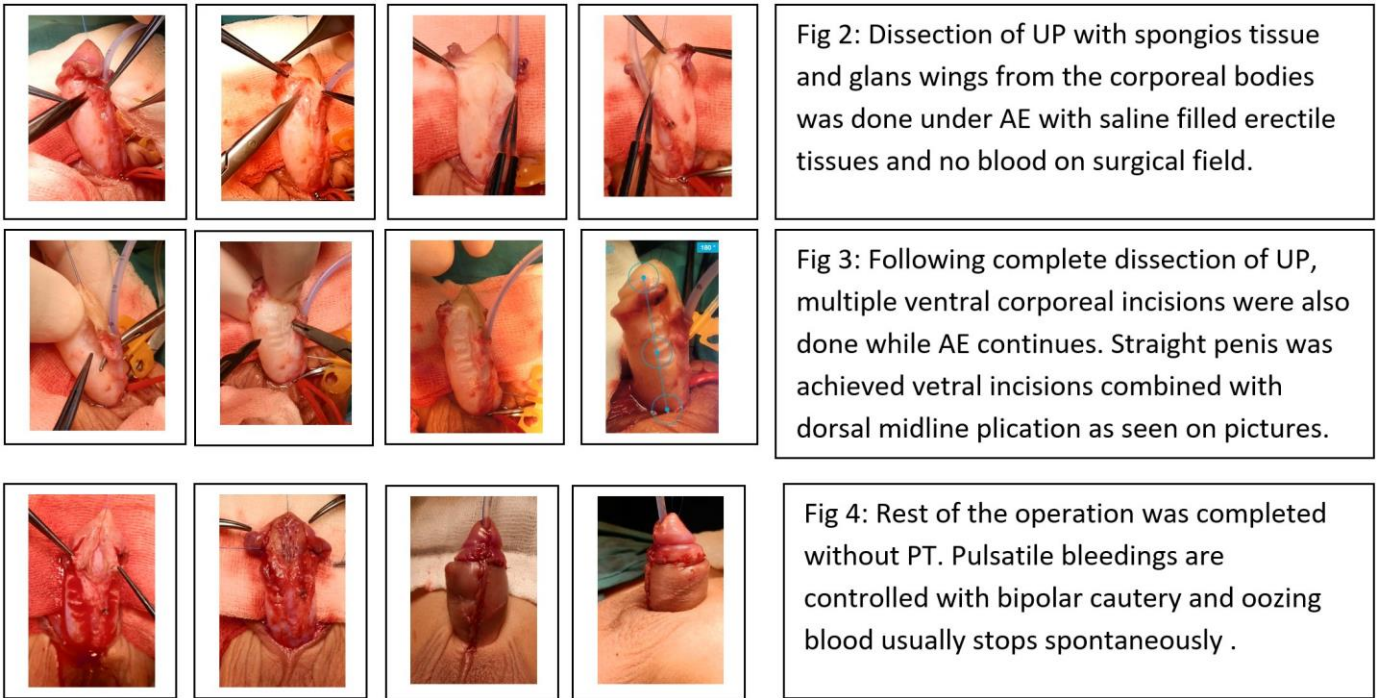 Fig 2: Dissection of UP with spongios tissue
and glans wings from the corporeal bodies
was done under AE with saline filled erectile
tissues and no blood on surgical field.
180 °
Fig 3: Following complete dissection of UP,
multiple ventral corporeal incisions were also
done while AE continues. Straight penis was
achieved vetral incisions combined with
dorsal midline plication as seen on pictures.
Fig 4: Rest of the operation was completed
without PT. Pulsatile bleedings are
controlled with bipolar cautery and oozing
blood usually stops spontaneously .